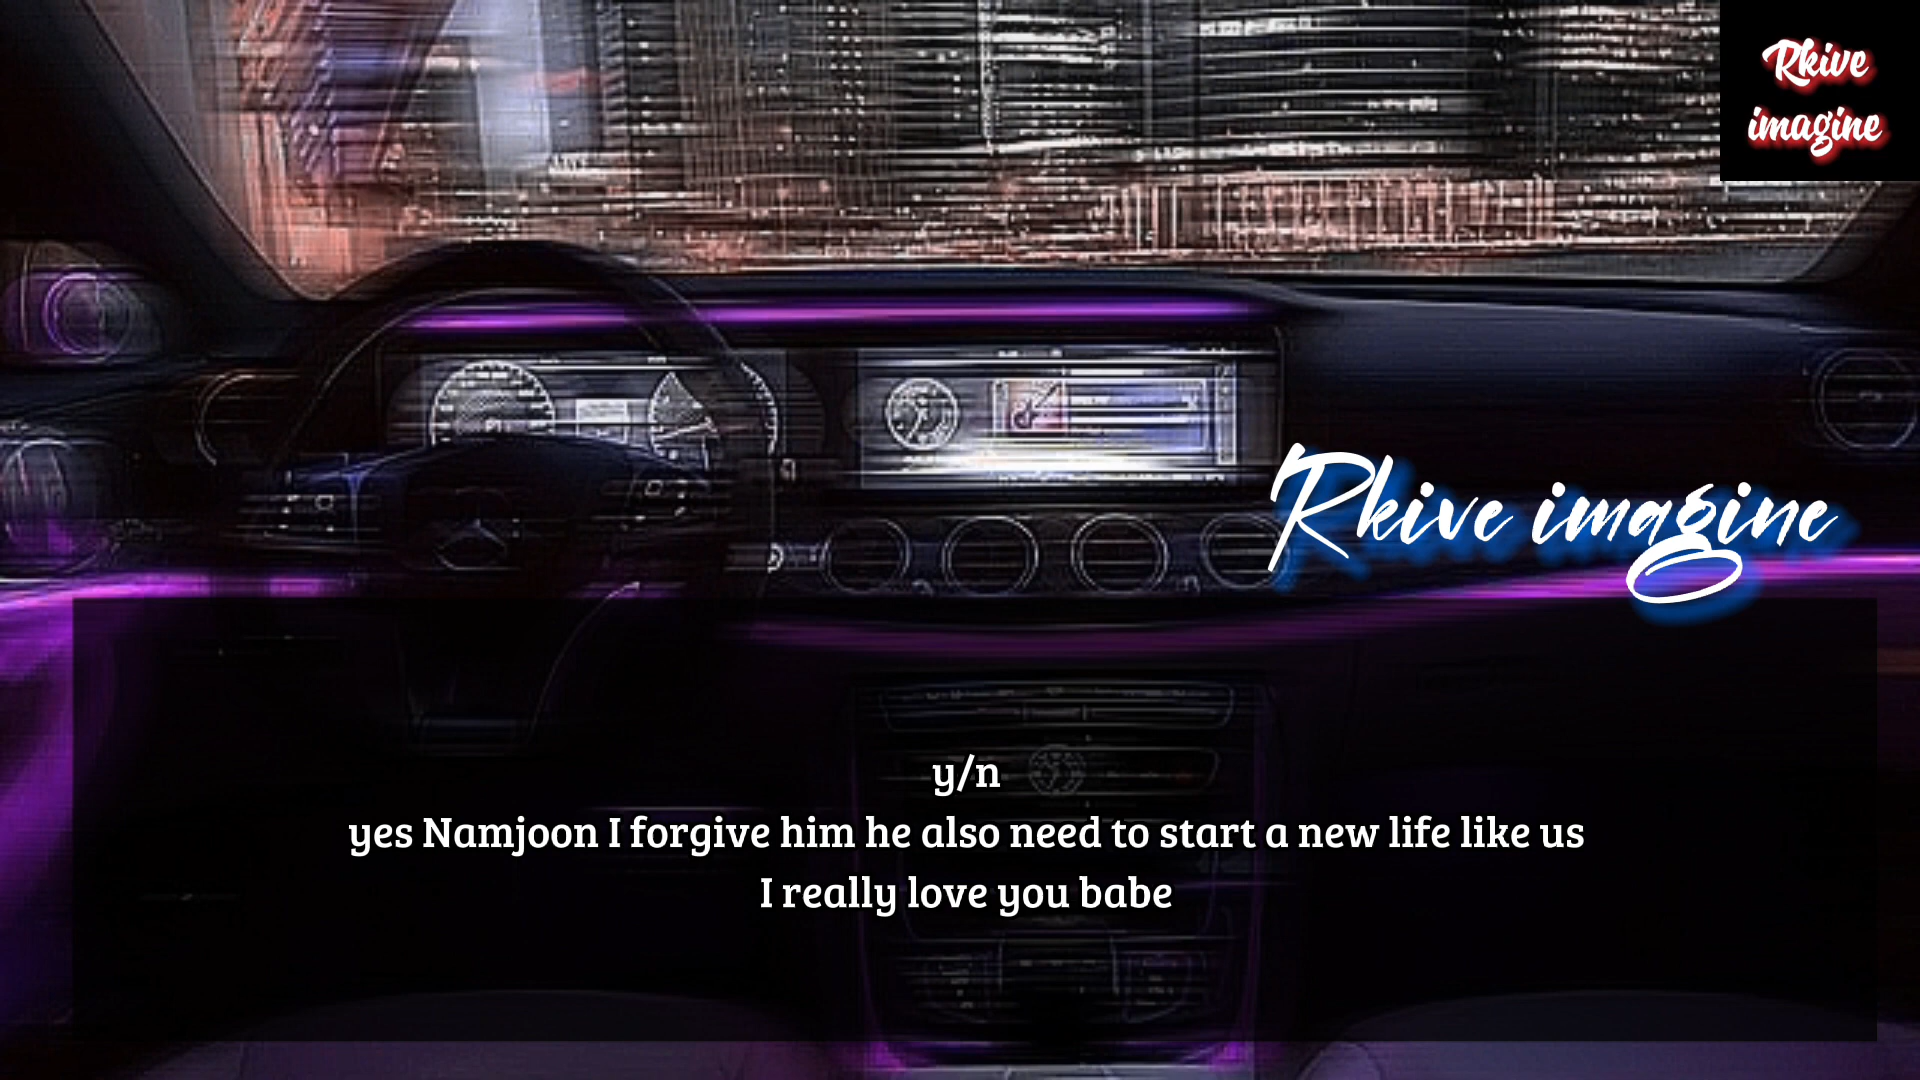 Rkive
imagine
Rkive imagine
y/n
yes Namjoon I forgive him he also need to start a new life like us
I really love you babe